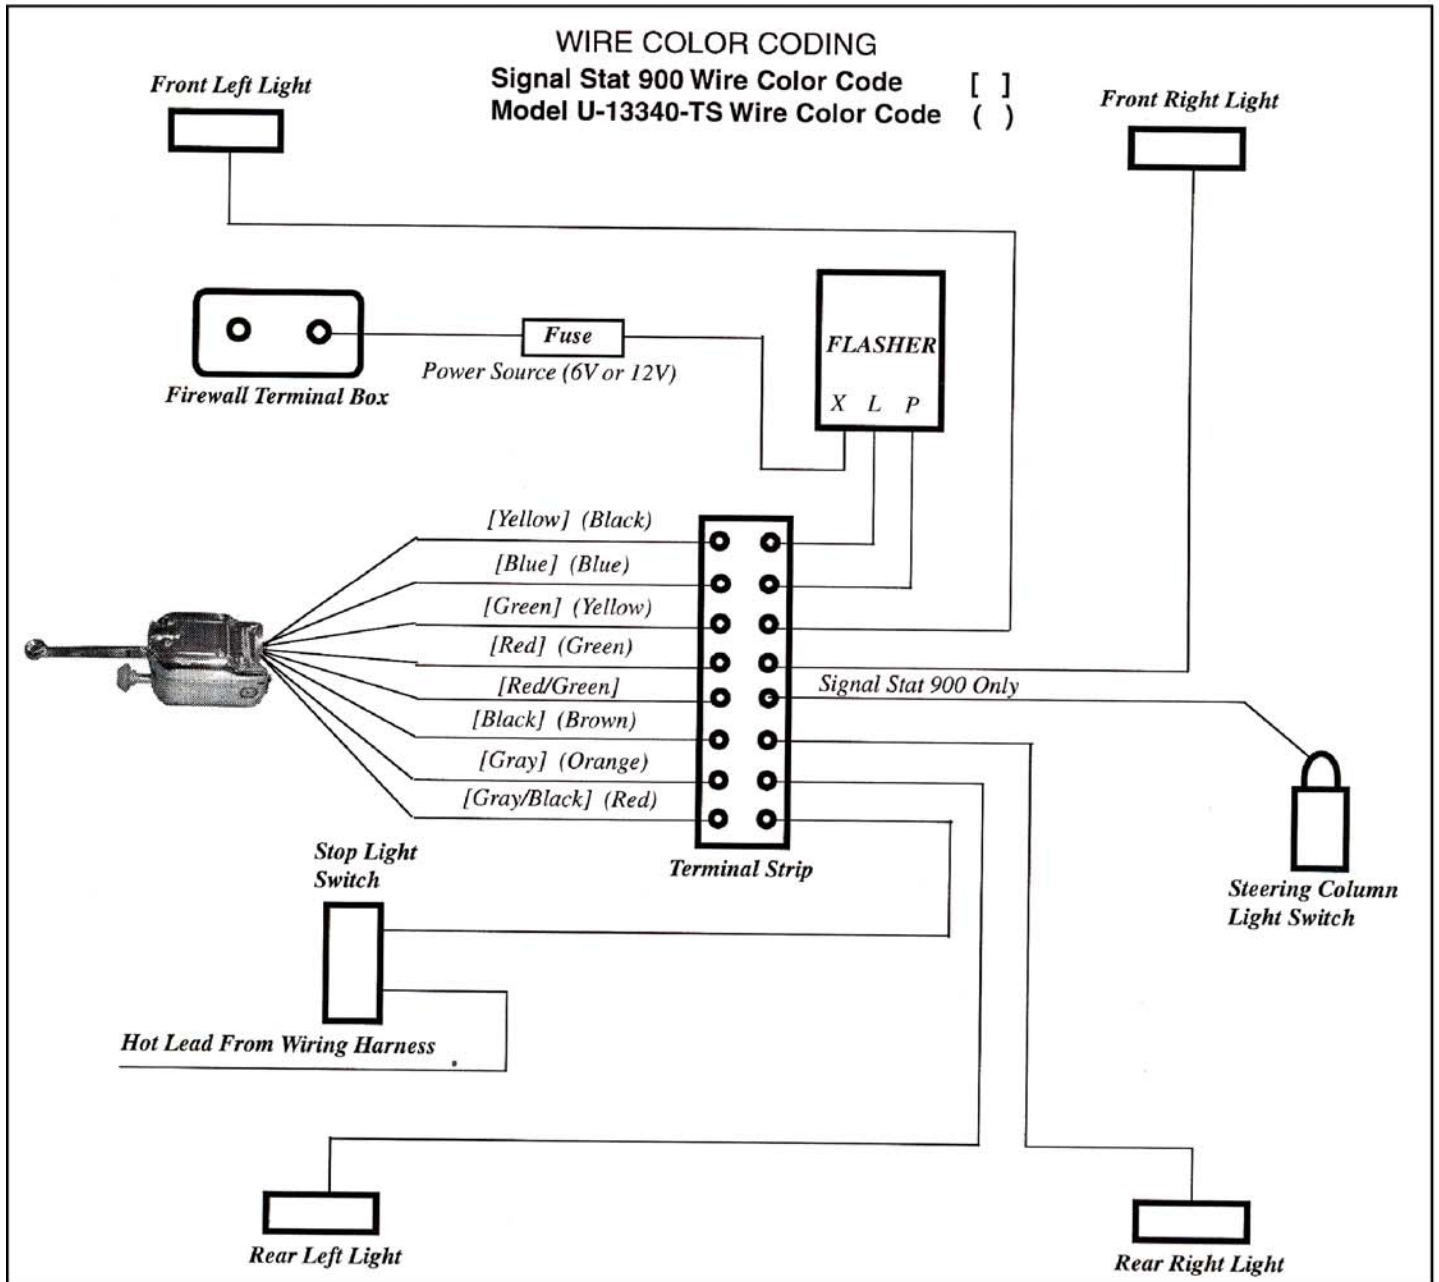 WIRE COLOR CODING
Signal Stat 900 Wire Color Code [ ]
Model U-13340-TS Wire Color Code ( )
Front Left Light
Front Right Light
FLASHER
X L P
Fuse
Power Source (6V or 12V)
Firewall Terminal Box
[Yellow] (Black)
[Blue] (Blue)
[Green] (Yellow)
[Red] (Green)
[Red/Green]
Signal Stat 900 Only
[Black] (Brown)
[Gray] (Orange)
[Gray/Black] (Red)
Terminal Strip
Stop Light
Switch
Steering Column
Light Switch
Hot Lead From Wiring Harness
Rear Left Light
Rear Right Light